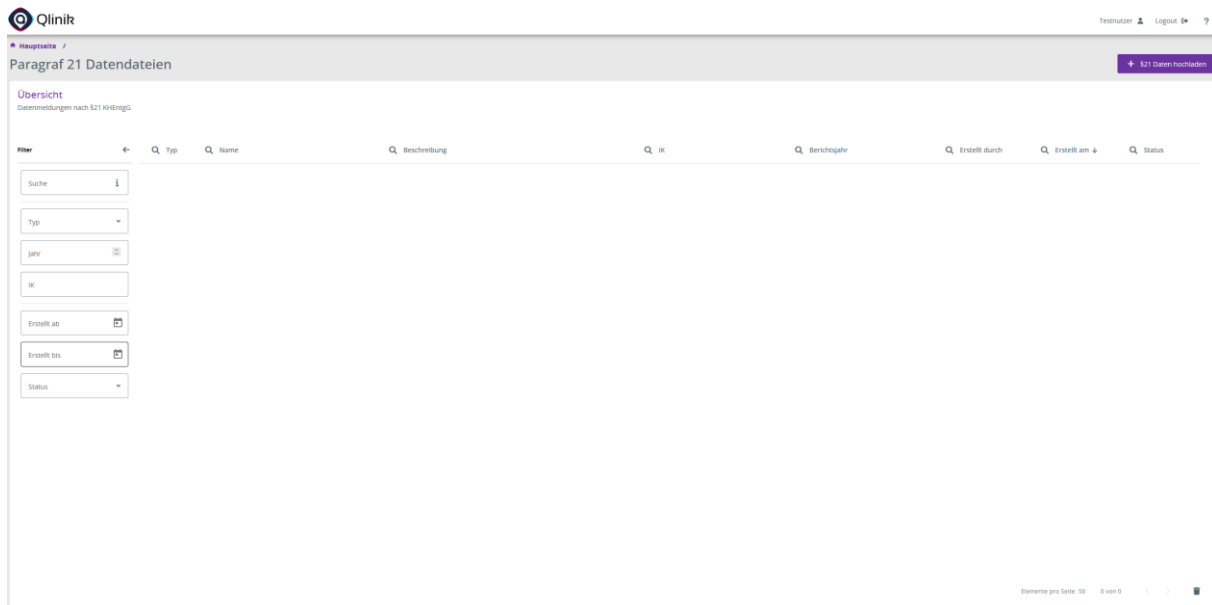 Qlinik
Testnutzer Logout ?
Hauptseite /
Paragraf 21 Datendateien
+ §21 Daten hochladen
Übersicht
Datenmeldungen nach §21 KHEntgG.
Filter
Typ Name Beschreibung IK Berichtsjahr Erstellt durch Erstellt am ↓ Status
Suche
Typ
Jahr
IK
Erstellt ab
Erstellt bis
Status
Elemente pro Seite: 50 0 von 0